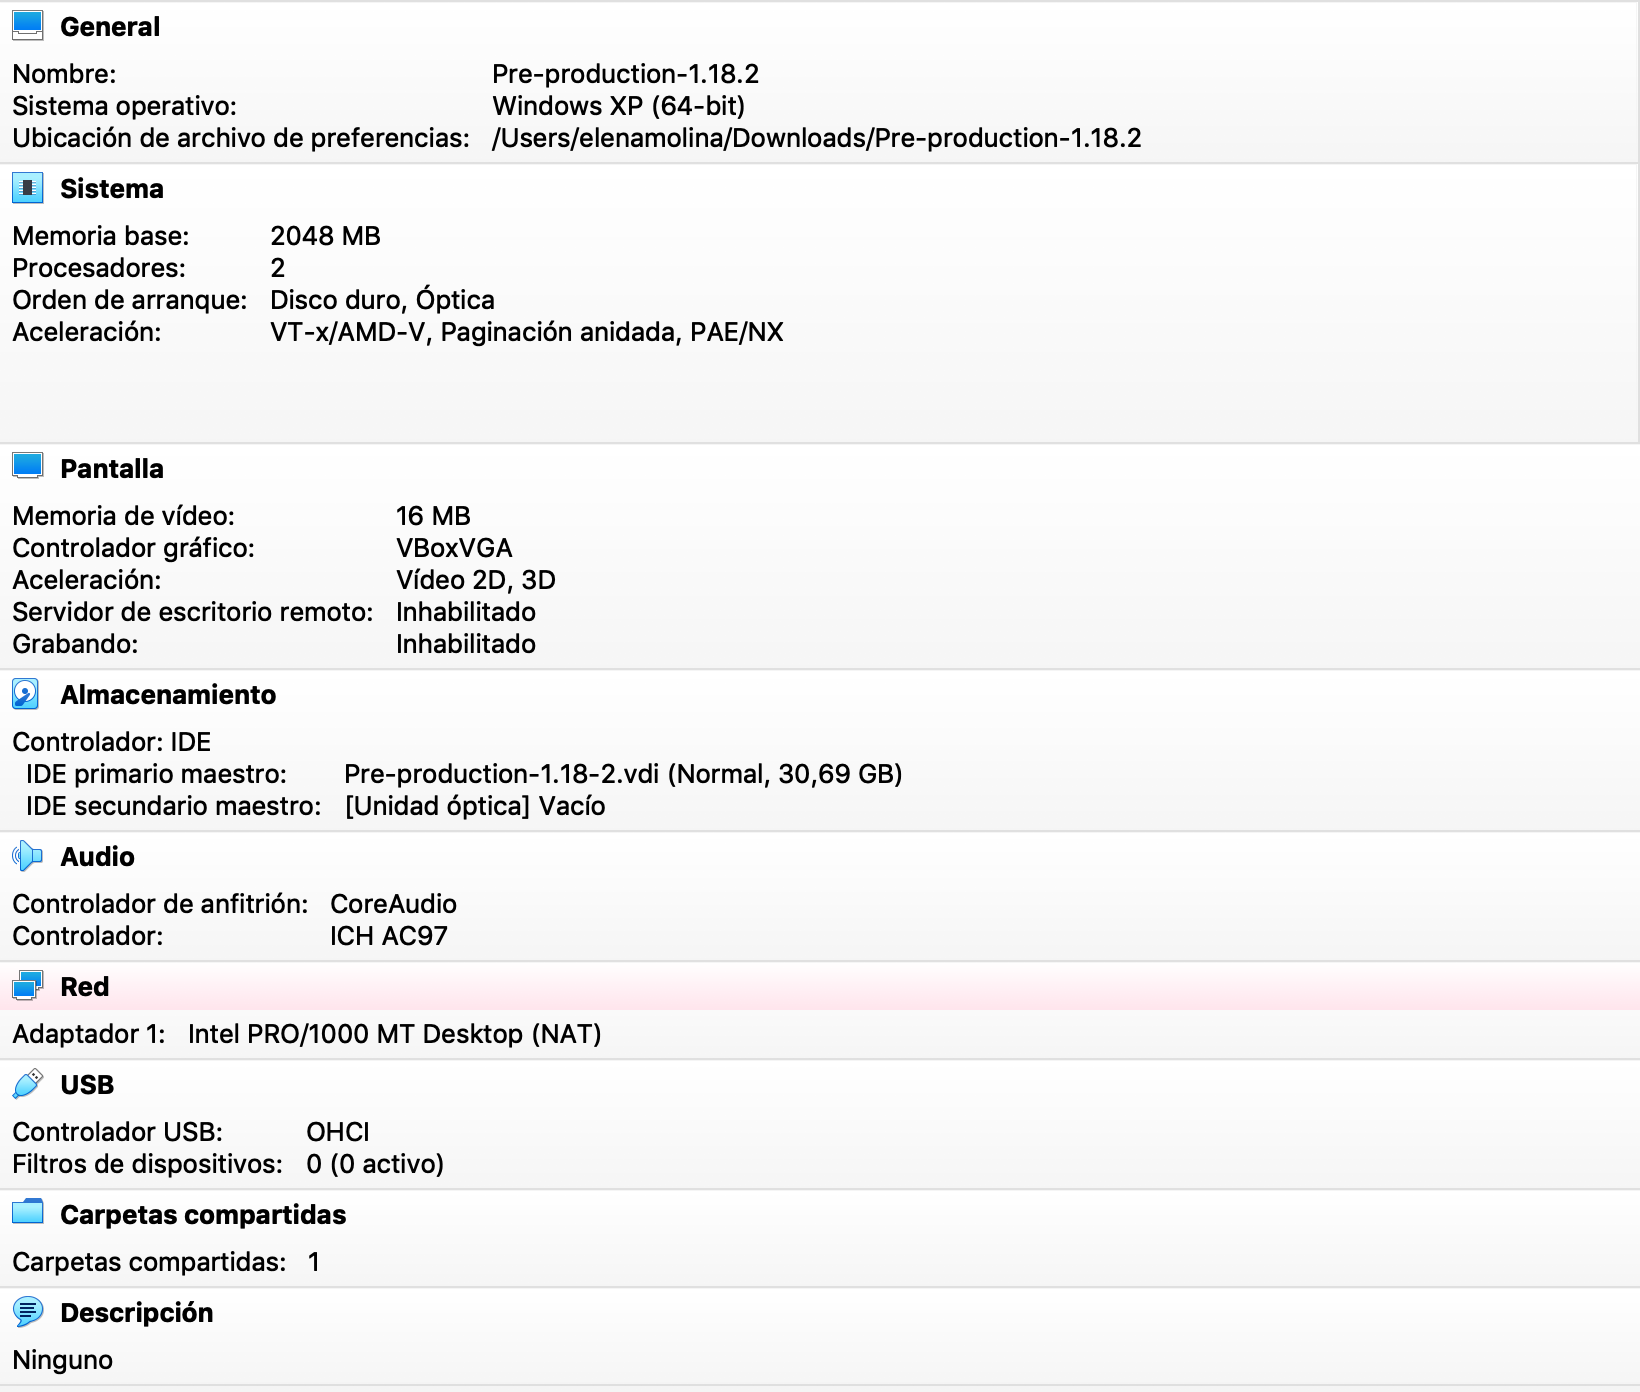 General
Nombre: Pre-production-1.18.2
Sistema operativo: Windows XP (64-bit)
Ubicación de archivo de preferencias: /Users/elenamolina/Downloads/Pre-production-1.18.2
Sistema
Memoria base: 2048 MB
Procesadores: 2
Orden de arranque: Disco duro, Óptica
Aceleración: VT-x/AMD-V, Paginación anidada, PAE/NX
Pantalla
Memoria de vídeo: 16 MB
Controlador gráfico: VBoxVGA
Aceleración: Vídeo 2D, 3D
Servidor de escritorio remoto: Inhabilitado
Grabando: Inhabilitado
Almacenamiento
Controlador: IDE
IDE primario maestro: Pre-production-1.18-2.vdi (Normal, 30,69 GB)
IDE secundario maestro: [Unidad óptica] Vacío
Audio
Controlador de anfitrión: CoreAudio
Controlador: ICH AC97
Red
Adaptador 1: Intel PRO/1000 MT Desktop (NAT)
USB
Controlador USB: OHCI
Filtros de dispositivos: 0 (0 activo)
Carpetas compartidas
Carpetas compartidas: 1
Descripción
Ninguno